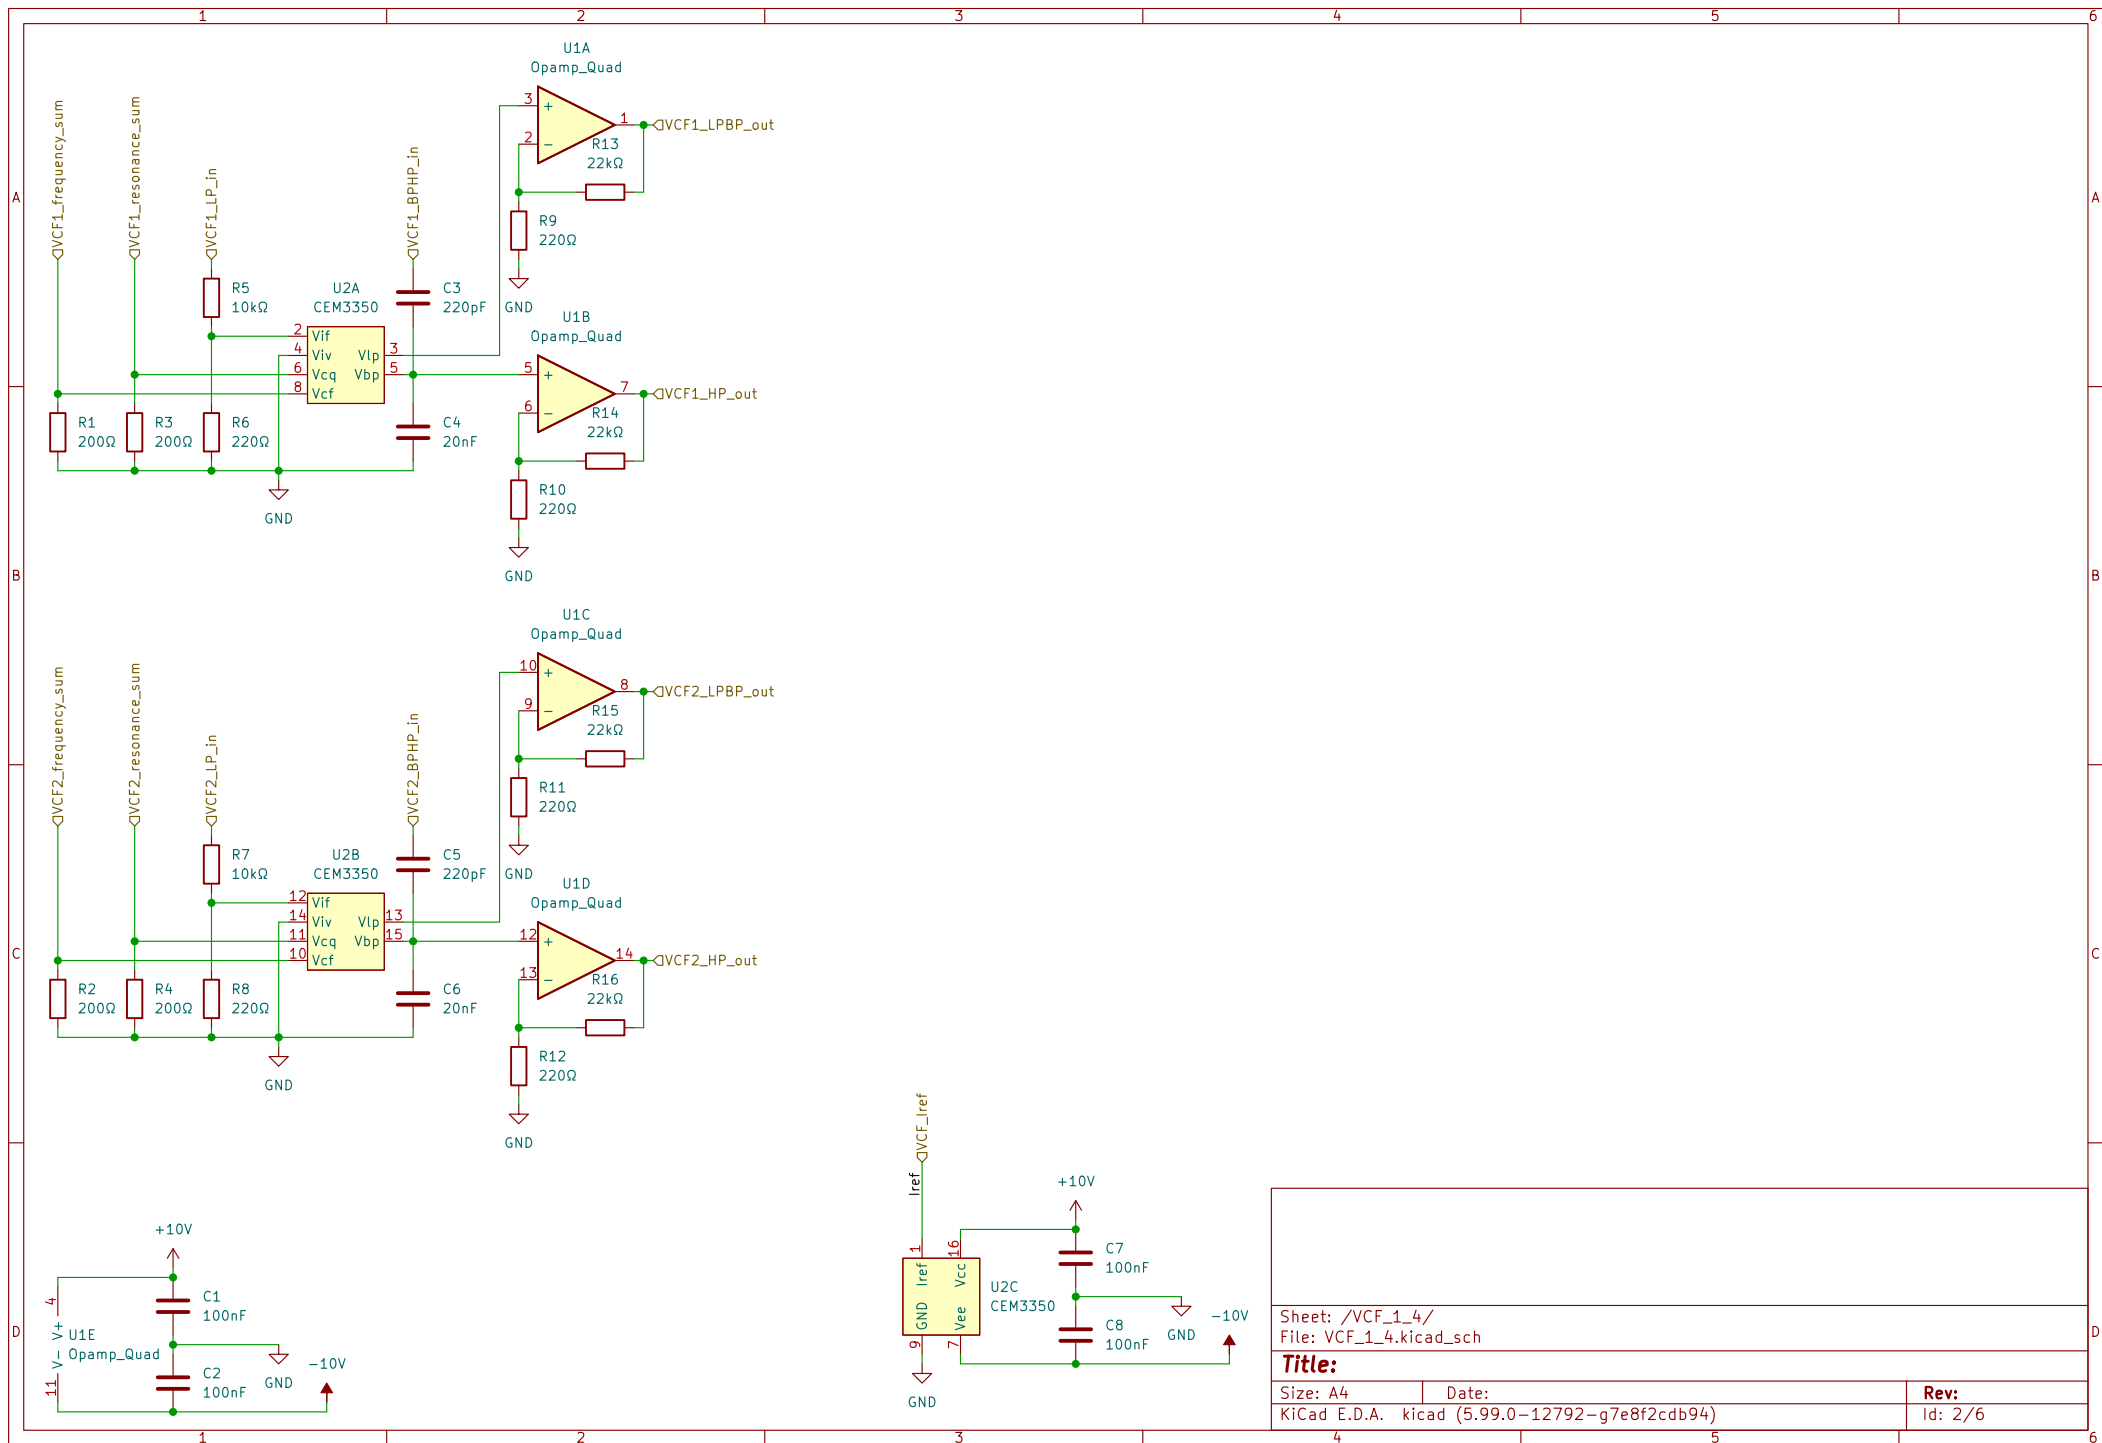 1 2 3 4 5 6
A
B
C
D
A
B
C
D
1 2 3 4 5 6
VCF1_frequency_sum
VCF1_resonance_sum
VCF1_LP_in
VCF1_BPHP_in
R5
10kΩ
U2A
CEM3350
C3
220pF
2 Vif
4 Viv Vlp 3
6 Vcq Vbp 5
8 Vcf
R1
200Ω
R3
200Ω
R6
220Ω
C4
20nF
GND
U1A
Opamp_Quad
3 +
1 VCF1_LPBP_out
2 −
R13
22kΩ
R9
220Ω
GND
U1B
Opamp_Quad
5 +
7 VCF1_HP_out
6 −
R14
22kΩ
R10
220Ω
GND
VCF2_frequency_sum
VCF2_resonance_sum
VCF2_LP_in
VCF2_BPHP_in
R7
10kΩ
U2B
CEM3350
C5
220pF
12 Vif
14 Viv Vlp 13
11 Vcq Vbp 15
10 Vcf
R2
200Ω
R4
200Ω
R8
220Ω
C6
20nF
GND
U1C
Opamp_Quad
10 +
8 VCF2_LPBP_out
9 −
R15
22kΩ
R11
220Ω
GND
U1D
Opamp_Quad
12 +
14 VCF2_HP_out
13 −
R16
22kΩ
R12
220Ω
GND
+10V
4 V+
V− 11
U1E
Opamp_Quad
C1
100nF
C2
100nF
GND
−10V
VCF_Iref
Iref
+10V
1 Iref
16 Vcc
GND 9
Vee 7
U2C
CEM3350
C7
100nF
C8
100nF
GND
−10V
GND
Sheet: /VCF_1_4/
File: VCF_1_4.kicad_sch
Title:
Size: A4 Date: Rev:
KiCad E.D.A. kicad (5.99.0-12792-g7e8f2cdb94) Id: 2/6